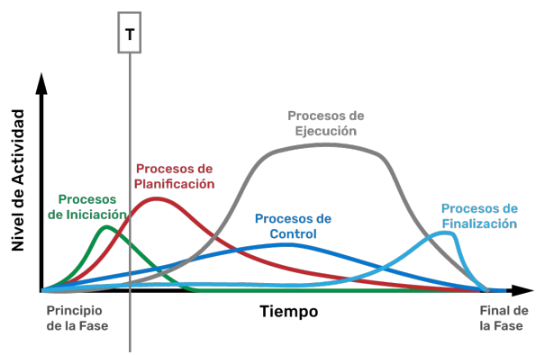 T
Nivel de Actividad
Procesos de
Ejecución
Procesos de
Planificación
Procesos
de Iniciación
Procesos de
Control
Procesos de
Finalización
Principio
de la Fase
Tiempo
Final de
la Fase